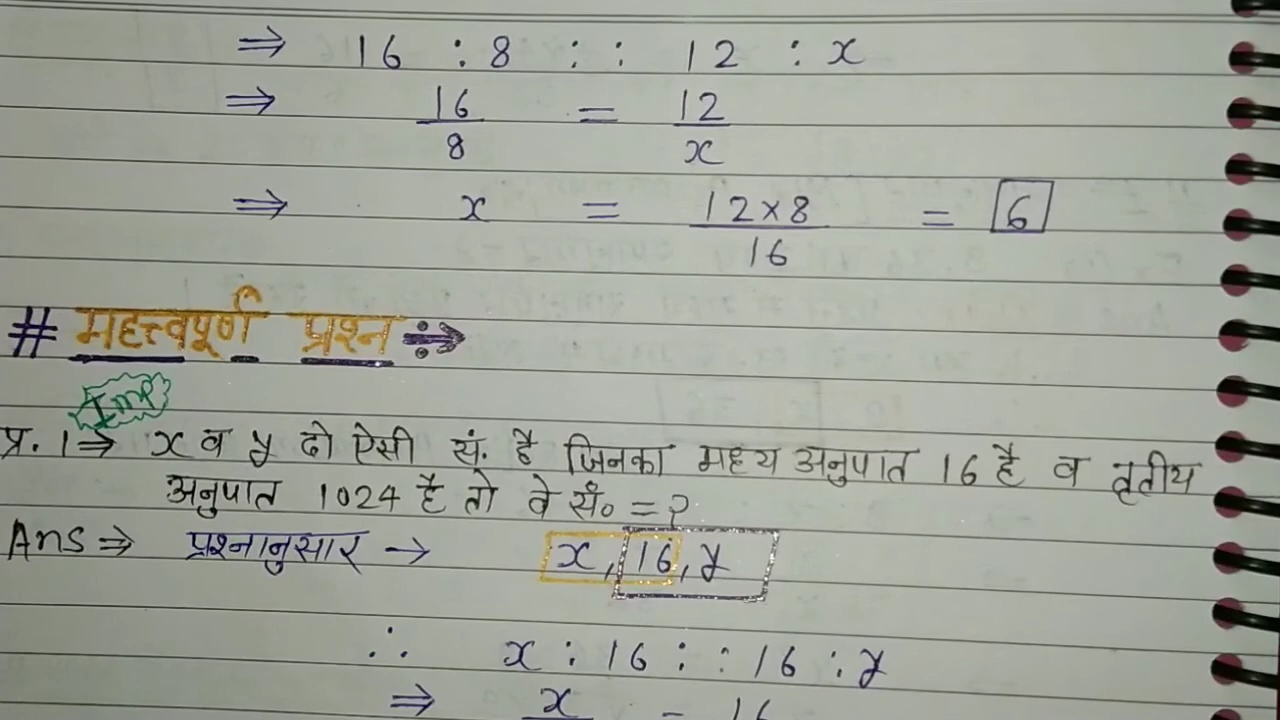 ⇒ 16 : 8 : : 12 : x
⇒ 16/8 = 12/x
⇒ x = 12×8/16 = 6
# महत्त्वपूर्ण प्रश्न ÷→
Imp
प्र. 1 ⇒ x व y दो ऐसी सं. है जिनका मध्य अनुपात 16 है व तृतीय
अनुपात 1024 है तो वे सं० = ?
Ans ⇒ प्रश्नानुसार → x, 16, y
∴ x : 16 : : 16 : y
⇒ x = 16